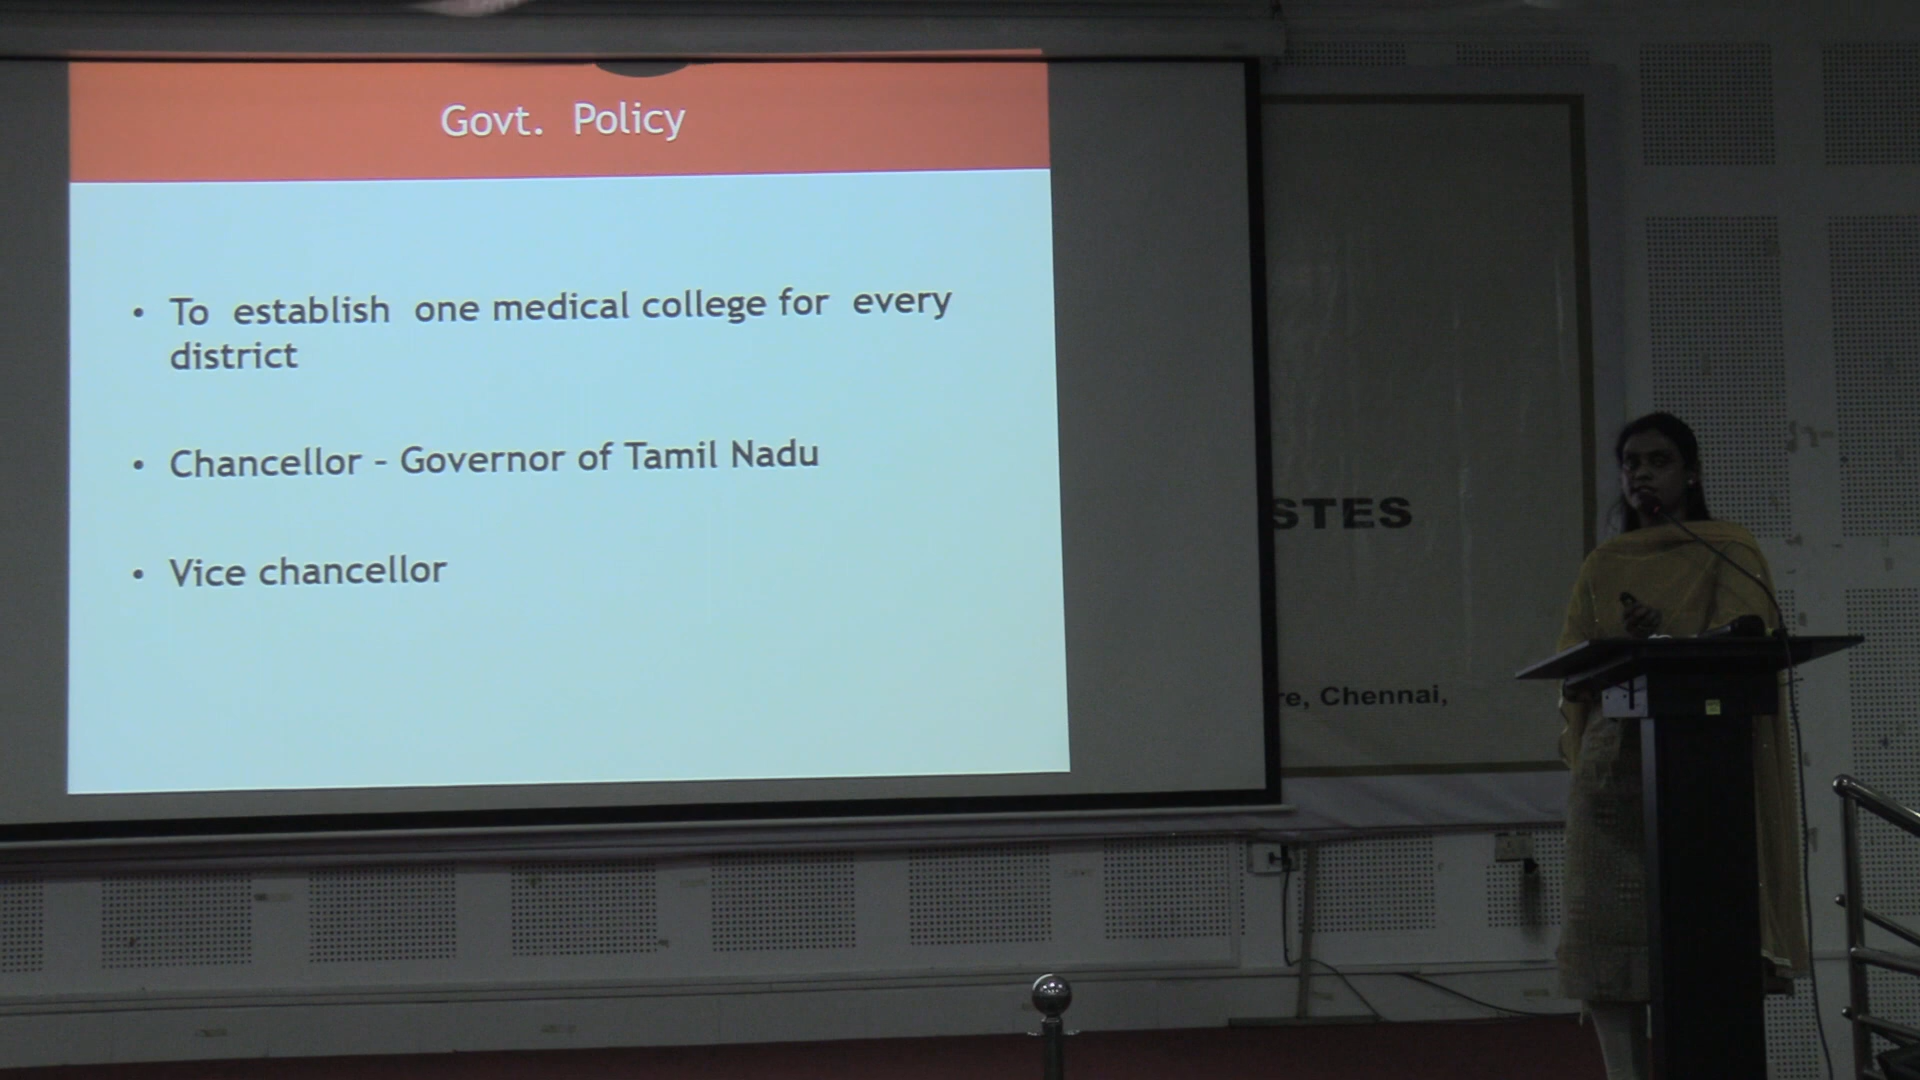 Govt. Policy
• To establish one medical college for every
district
• Chancellor – Governor of Tamil Nadu
• Vice chancellor
STES
re, Chennai,